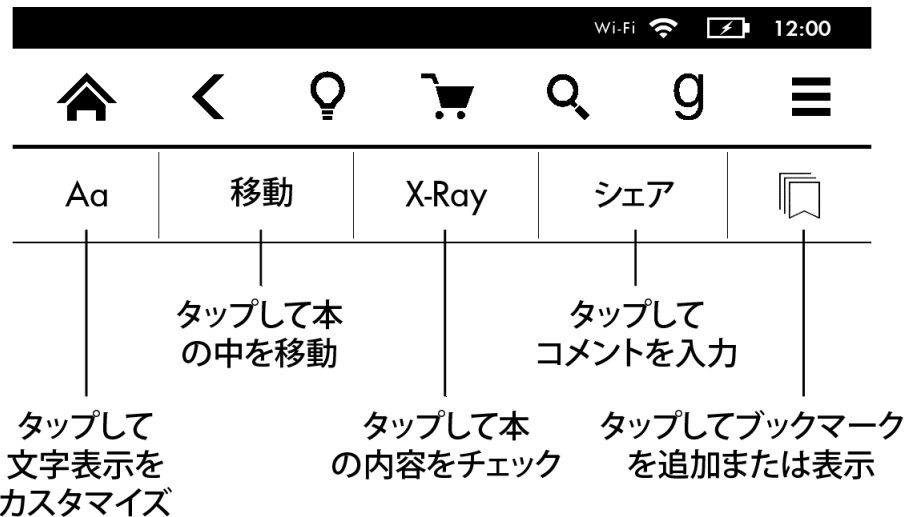 Wi-Fi 12:00
g
Aa 移動 X-Ray シェア
タップして本
の中を移動
タップして
コメントを入力
タップして
文字表示を
カスタマイズ
タップして本
の内容をチェック
タップしてブックマーク
を追加または表示